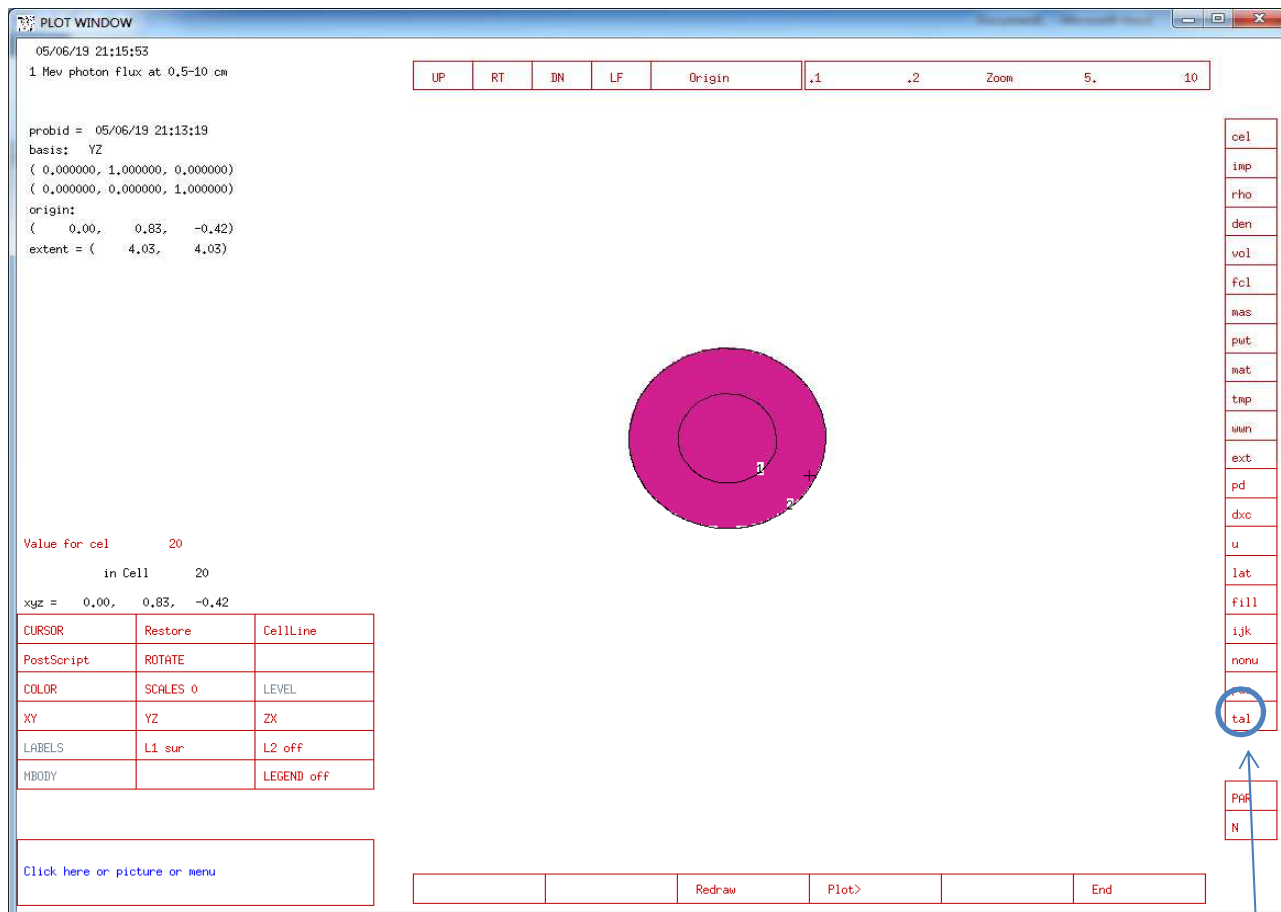 PLOT WINDOW
05/06/19 21:15:53
1 Mev photon flux at 0.5-10 cm
UP RT DN LF Origin .1 .2 Zoom 5. 10
probid = 05/06/19 21:13:19
basis: YZ
( 0.000000, 1.000000, 0.000000)
( 0.000000, 0.000000, 1.000000)
origin:
( 0.00, 0.83, -0.42)
extent = ( 4.03, 4.03)
cel
imp
rho
den
vol
fcl
mas
pwt
mat
tmp
wwn
ext
pd
dxc
u
lat
fill
ijk
nonu
tal
PAR
N
1
2
Value for cel 20
in Cell 20
xyz = 0.00, 0.83, -0.42
CURSOR Restore CellLine
PostScript ROTATE
COLOR SCALES 0 LEVEL
XY YZ ZX
LABELS L1 sur L2 off
MBODY LEGEND off
Click here or picture or menu
Redraw Plot> End